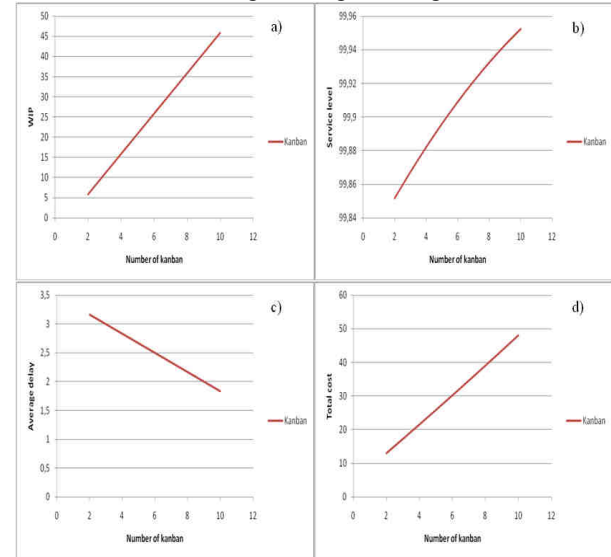 50
45
40
35
30
25
20
15
10
5
0
WIP
a)
Kanban
0 2 4 6 8 10 12
Number of kanban
99,96
99,94
99,92
99,9
99,88
99,86
99,84
Service level
b)
Kanban
0 2 4 6 8 10 12
Number of kanban
3,5
3
2,5
2
1,5
1
0,5
0
Average delay
c)
Kanban
0 2 4 6 8 10 12
Number of kanban
60
50
40
30
20
10
0
Total cost
d)
Kanban
0 2 4 6 8 10 12
Number of kanban